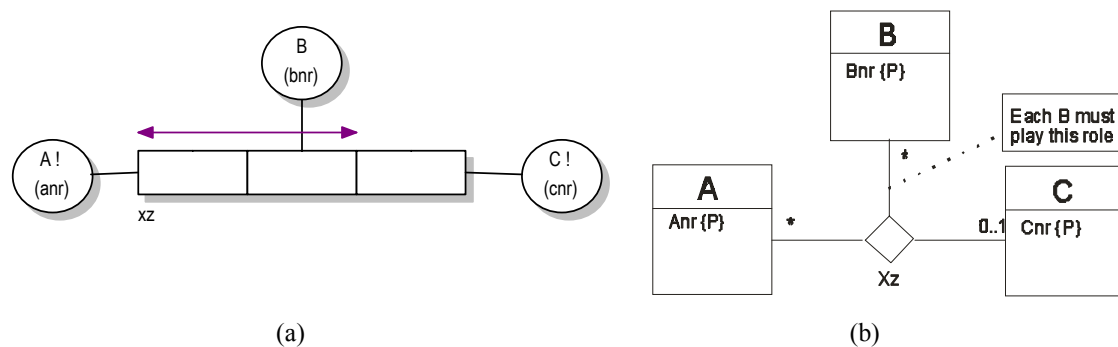 B
(bnr)
A !
(anr)
C !
(cnr)
xz
(a)
B
Bnr {P}
Each B must
play this role
*
A
Anr {P}
*
C
0..1
Cnr {P}
Xz
(b)